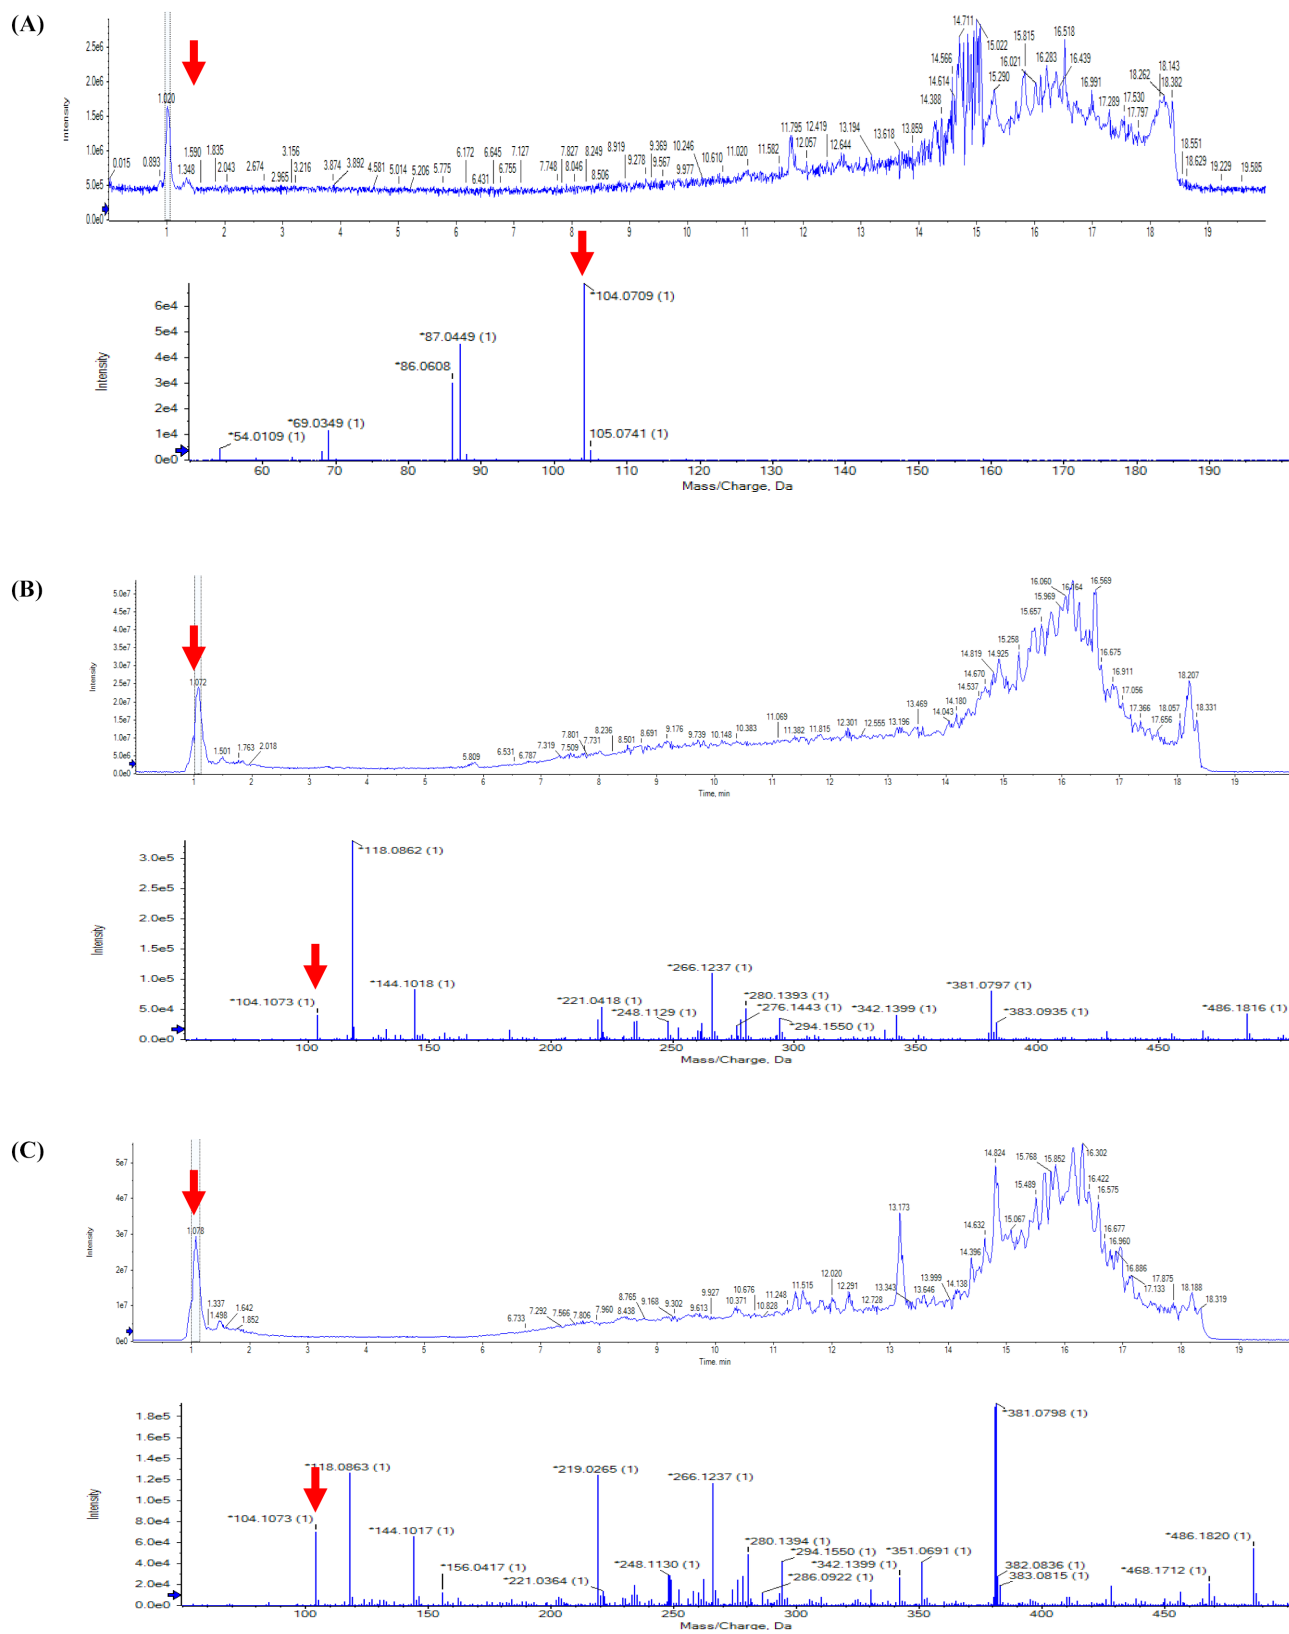 (A)
Intensity
2.5e6
2.0e6
1.5e6
1.0e6
5.0e5
0.0e0
0.015 0.893 1.020 1.348 1.590 1.835 2.043 2.674 2.965 3.156 3.216 3.874 3.892 4.581 5.014 5.206 5.775 6.172 6.431 6.645 6.755 7.127 7.748 7.827 8.046 8.249 8.506 8.919 9.278 9.369 9.567 9.977 10.246 10.610 11.020 11.582 11.795 12.057 12.419 12.644 13.194 13.618 13.859 14.388 14.614 14.566 14.711 15.022 15.290 16.021 15.815 16.283 16.518 16.439 16.991 17.289 17.530 17.797 18.262 18.143 18.382 18.551 18.629 19.229 19.585
1 2 3 4 5 6 7 8 9 10 11 12 13 14 15 16 17 18 19
Intensity
6e4
5e4
4e4
3e4
2e4
1e4
0e0
*104.0709 (1)
*87.0449 (1)
*86.0608
*69.0349 (1)
*54.0109 (1)
105.0741 (1)
60 70 80 90 100 110 120 130 140 150 160 170 180 190
Mass/Charge, Da
(B)
Intensity
5.0e7
4.5e7
4.0e7
3.5e7
3.0e7
2.5e7
2.0e7
1.5e7
1.0e7
5.0e6
0.0e0
1.072 1.501 1.763 2.018 5.809 6.531 6.787 7.319 7.509 7.801 7.731 8.236 8.501 8.691 9.176 9.739 10.148 10.383 11.069 11.382 11.815 12.301 12.555 13.196 13.469 14.043 14.180 14.537 14.670 14.819 14.925 15.258 15.657 15.969 16.060 16.164 16.569 16.675 16.911 17.056 17.366 17.656 18.057 18.207 18.331
1 2 3 4 5 6 7 8 9 10 11 12 13 14 15 16 17 18 19
Time, min
Intensity
3.0e5
2.5e5
2.0e5
1.5e5
1.0e5
5.0e4
0.0e0
*118.0862 (1)
*104.1073 (1)
*144.1018 (1)
*221.0418 (1)
*248.1129 (1)
*266.1237 (1)
*280.1393 (1)
*276.1443 (1)
*294.1550 (1)
*342.1399 (1)
*381.0797 (1)
*383.0935 (1)
*486.1816 (1)
100 150 200 250 300 350 400 450
Mass/Charge, Da
(C)
Intensity
5e7
4e7
3e7
2e7
1e7
0e0
1.078 1.337 1.498 1.642 1.852 6.733 7.292 7.566 7.806 7.960 8.438 8.765 9.168 9.302 9.613 9.927 10.371 10.676 10.828 11.248 11.515 12.020 12.291 12.728 13.173 13.343 13.646 13.999 14.138 14.396 14.632 14.824 15.067 15.489 15.768 15.852 16.302 16.422 16.575 16.677 16.960 16.886 17.133 17.875 18.188 18.319
1 2 3 4 5 6 7 8 9 10 11 12 13 14 15 16 17 18 19
Time, min
Intensity
1.8e5
1.6e5
1.4e5
1.2e5
1.0e5
8.0e4
6.0e4
4.0e4
2.0e4
0.0e0
*381.0798 (1)
*118.0863 (1)
*219.0265 (1)
*266.1237 (1)
*104.1073 (1)
*144.1017 (1)
*156.0417 (1)
*221.0364 (1)
*248.1130 (1)
*280.1394 (1)
*294.1550 (1)
*342.1399 (1)
*286.0922 (1)
*351.0691 (1)
382.0836 (1)
*383.0815 (1)
*468.1712 (1)
*486.1820 (1)
100 150 200 250 300 350 400 450
Mass/Charge, Da